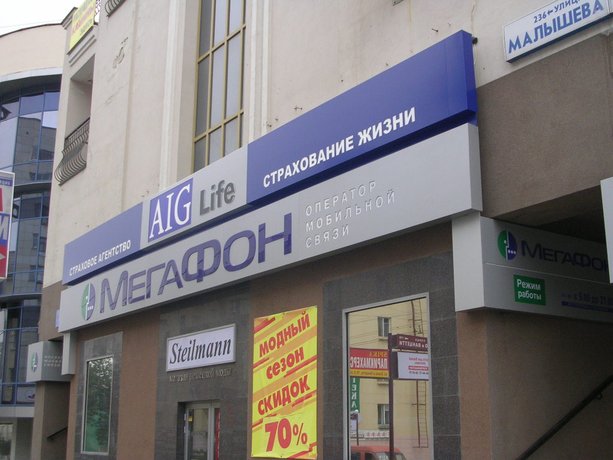 236←УЛИЦА
МАЛЫШЕВА
СТРАХОВОЕ АГЕНТСТВО
AIG Life
СТРАХОВАНИЕ ЖИЗНИ
МЕГАФОН
ОПЕРАТОР
МОБИЛЬНОЙ
СВЯЗИ
МЕГАФОН
Режим
работы
Steilmann
МОДНЫЙ
СЕЗОН
СКИДОК
70%